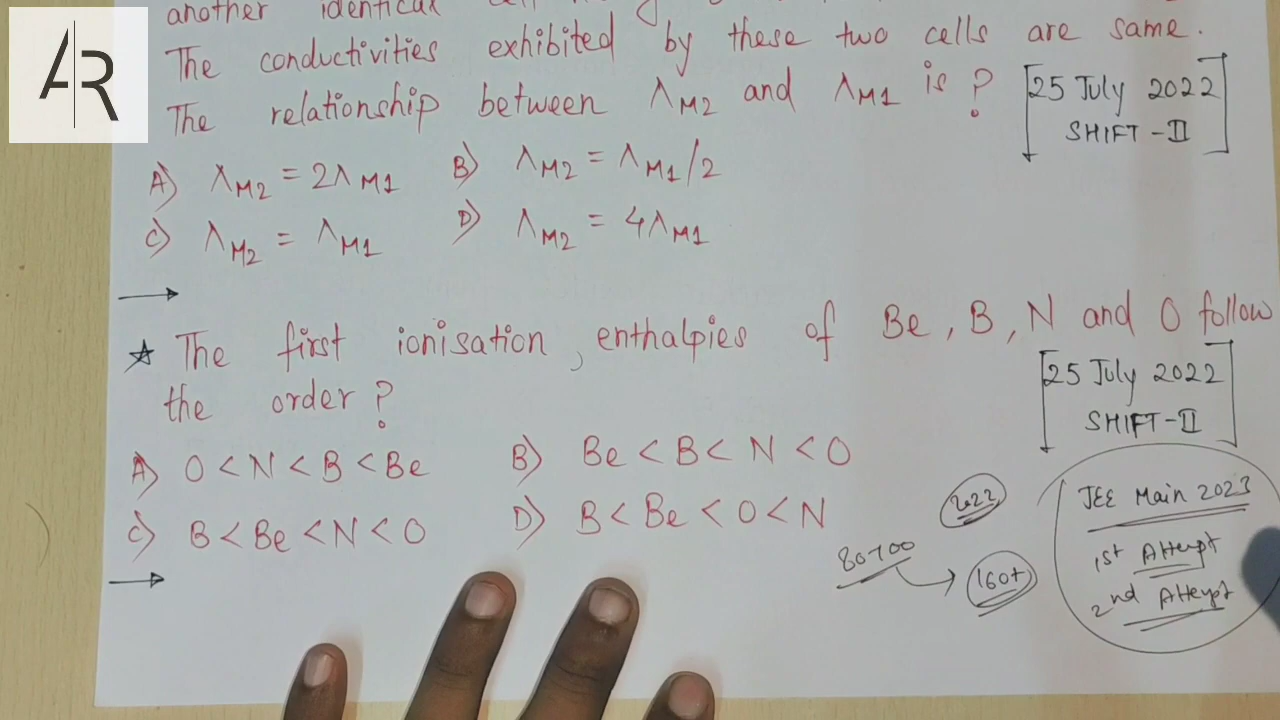 AR
another identical
The conductivities exhibited by these two cells are same.
The relationship between λM2 and λM1 is ? [25 July 2022
SHIFT-II]
A) λM2 = 2λM1 B) λM2 = λM1/2
C) λM2 = λM1 D) λM2 = 4λM1
→
☆ The first ionisation, enthalpies of Be, B, N and O follow
the order? [25 July 2022
SHIFT-II]
A) O < N < B < Be B) Be < B < N < O
C) B < Be < N < O D) B < Be < O < N
→
2022
80-100 → 160+
JEE Main 2023
1st Attempt
2nd Attempt